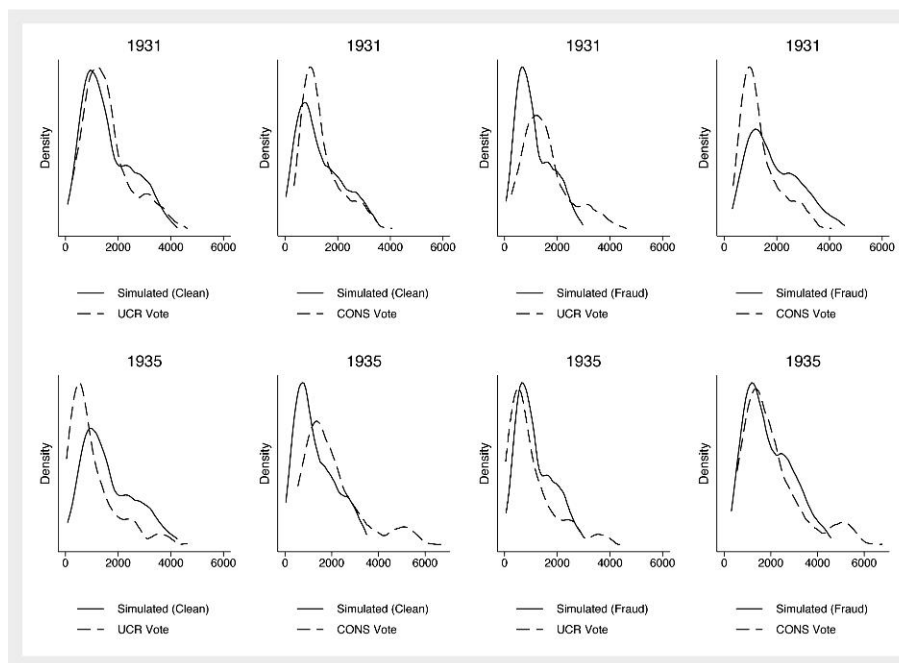 1931 1931 1931 1931
Density Density Density Density
0 2000 4000 6000 0 2000 4000 6000 0 2000 4000 6000 0 2000 4000 6000
Simulated (Clean) Simulated (Clean) Simulated (Fraud) Simulated (Fraud)
UCR Vote CONS Vote UCR Vote CONS Vote
1935 1935 1935 1935
Density Density Density Density
0 2000 4000 6000 0 2000 4000 6000 0 2000 4000 6000 0 2000 4000 6000
Simulated (Clean) Simulated (Clean) Simulated (Fraud) Simulated (Fraud)
UCR Vote CONS Vote UCR Vote CONS Vote